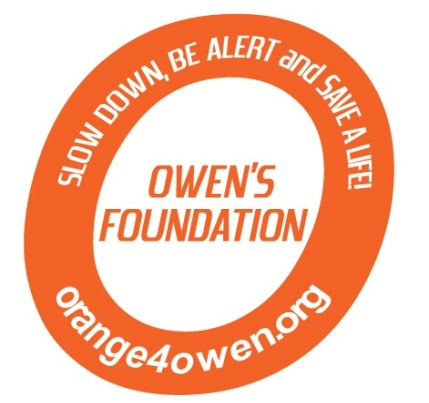 SLOW DOWN, BE ALERT and SAVE A LIFE!
OWEN'S
FOUNDATION
orange4owen.org